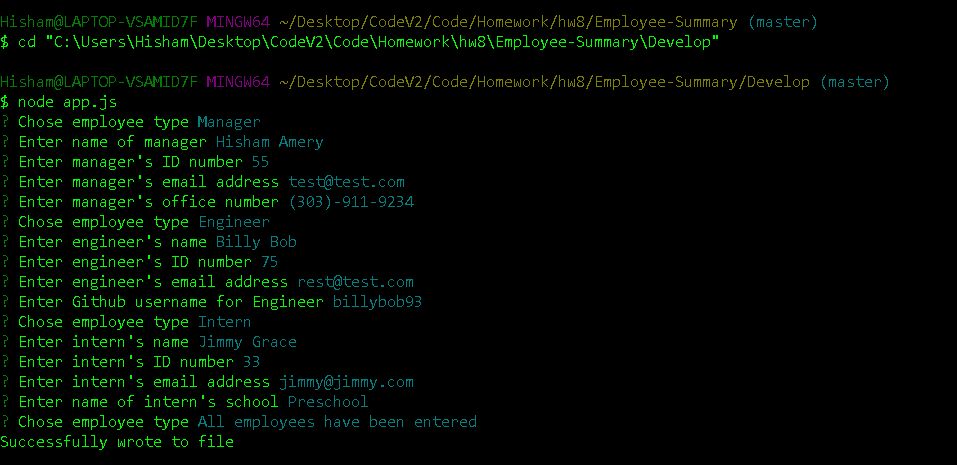 Hisham@LAPTOP-VSAMID7F MINGW64 ~/Desktop/CodeV2/Code/Homework/hw8/Employee-Summary (master)
$ cd "C:\Users\Hisham\Desktop\CodeV2\Code\Homework\hw8\Employee-Summary\Develop"
Hisham@LAPTOP-VSAMID7F MINGW64 ~/Desktop/CodeV2/Code/Homework/hw8/Employee-Summary/Develop (master)
$ node app.js
? Chose employee type Manager
? Enter name of manager Hisham Amery
? Enter manager's ID number 55
? Enter manager's email address test@test.com
? Enter manager's office number (303)-911-9234
? Chose employee type Engineer
? Enter engineer's name Billy Bob
? Enter engineer's ID number 75
? Enter engineer's email address rest@test.com
? Enter Github username for Engineer billybob93
? Chose employee type Intern
? Enter intern's name Jimmy Grace
? Enter intern's ID number 33
? Enter intern's email address jimmy@jimmy.com
? Enter name of intern's school Preschool
? Chose employee type All employees have been entered
Successfully wrote to file